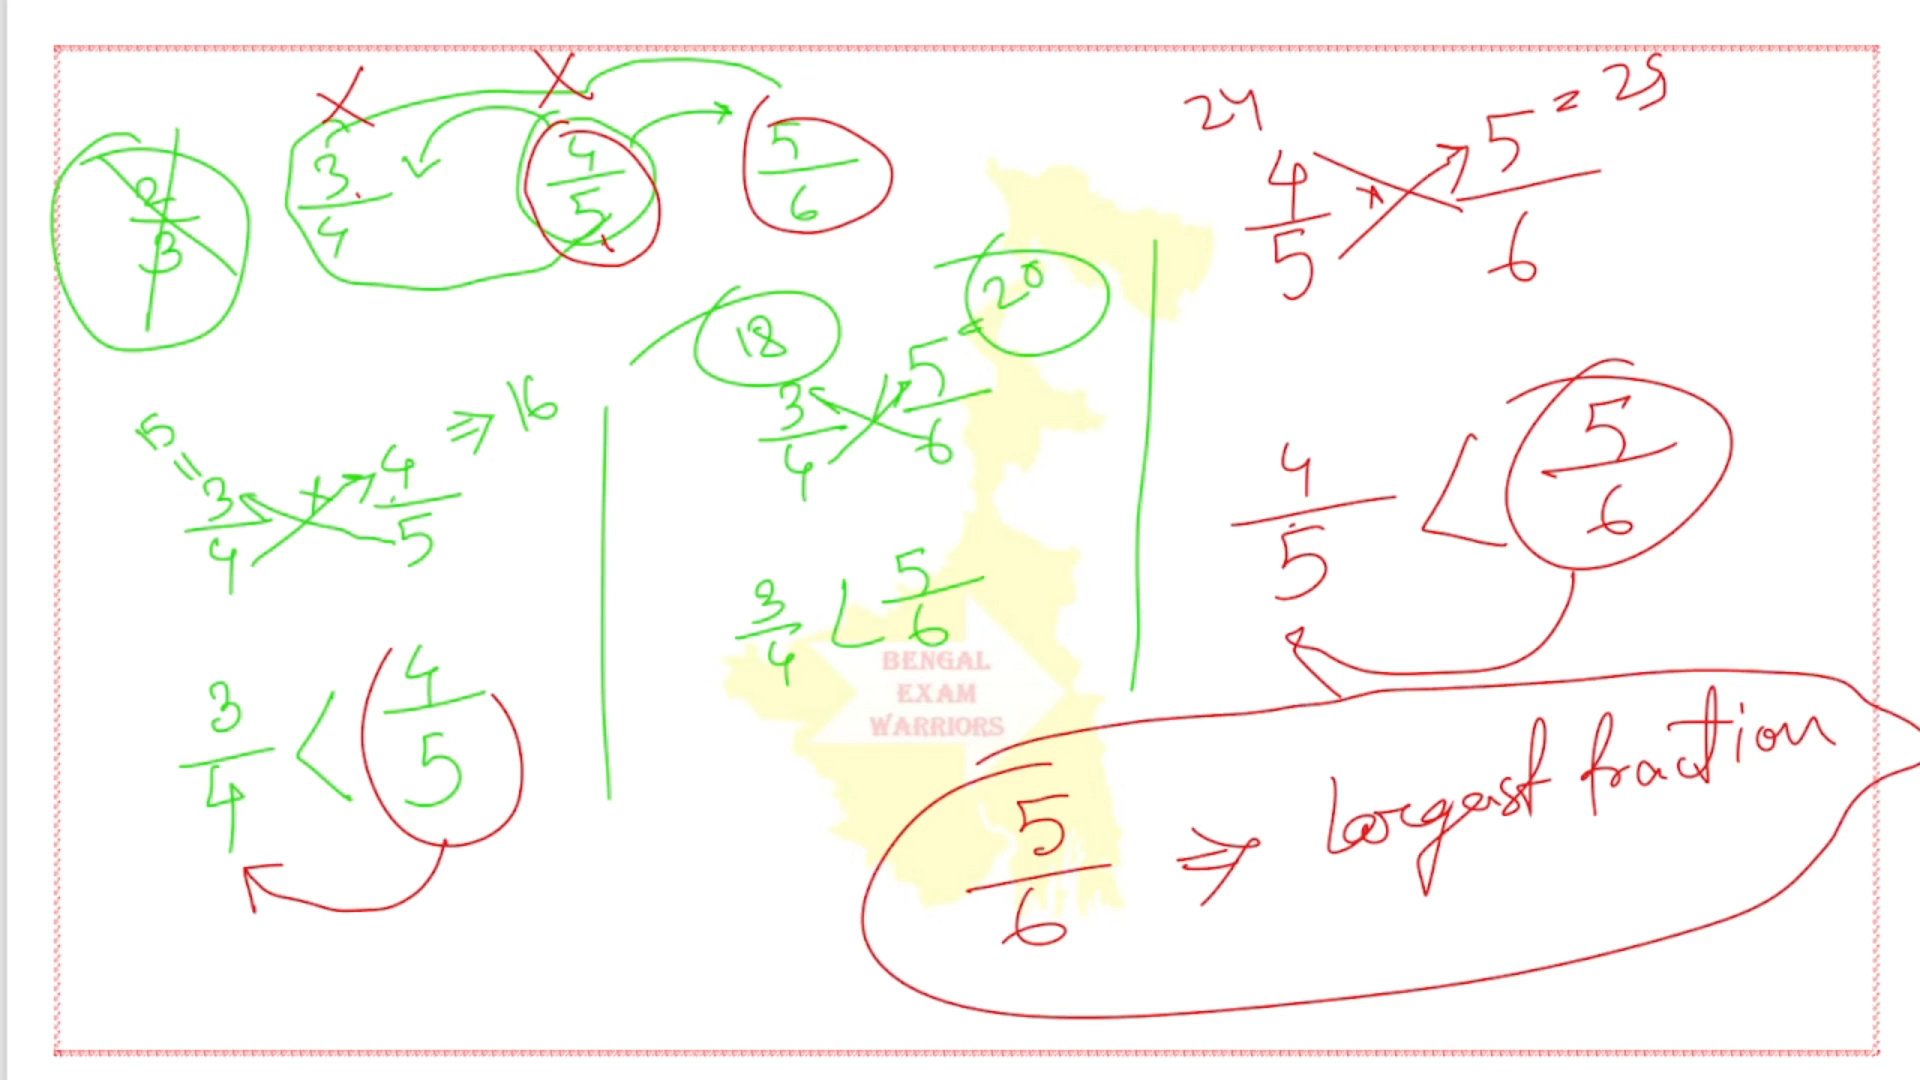 2/3 3/4 4/5 5/6
15 = 3/4 × 4/5 ⇒ 16
3/4 < 4/5
18 3/4 5/6 = 20
3/4 < 5/6
24 4/5 × 5/6 = 25
4/5 < 5/6
5/6 ⇒ largest fraction
BENGAL
EXAM
WARRIORS